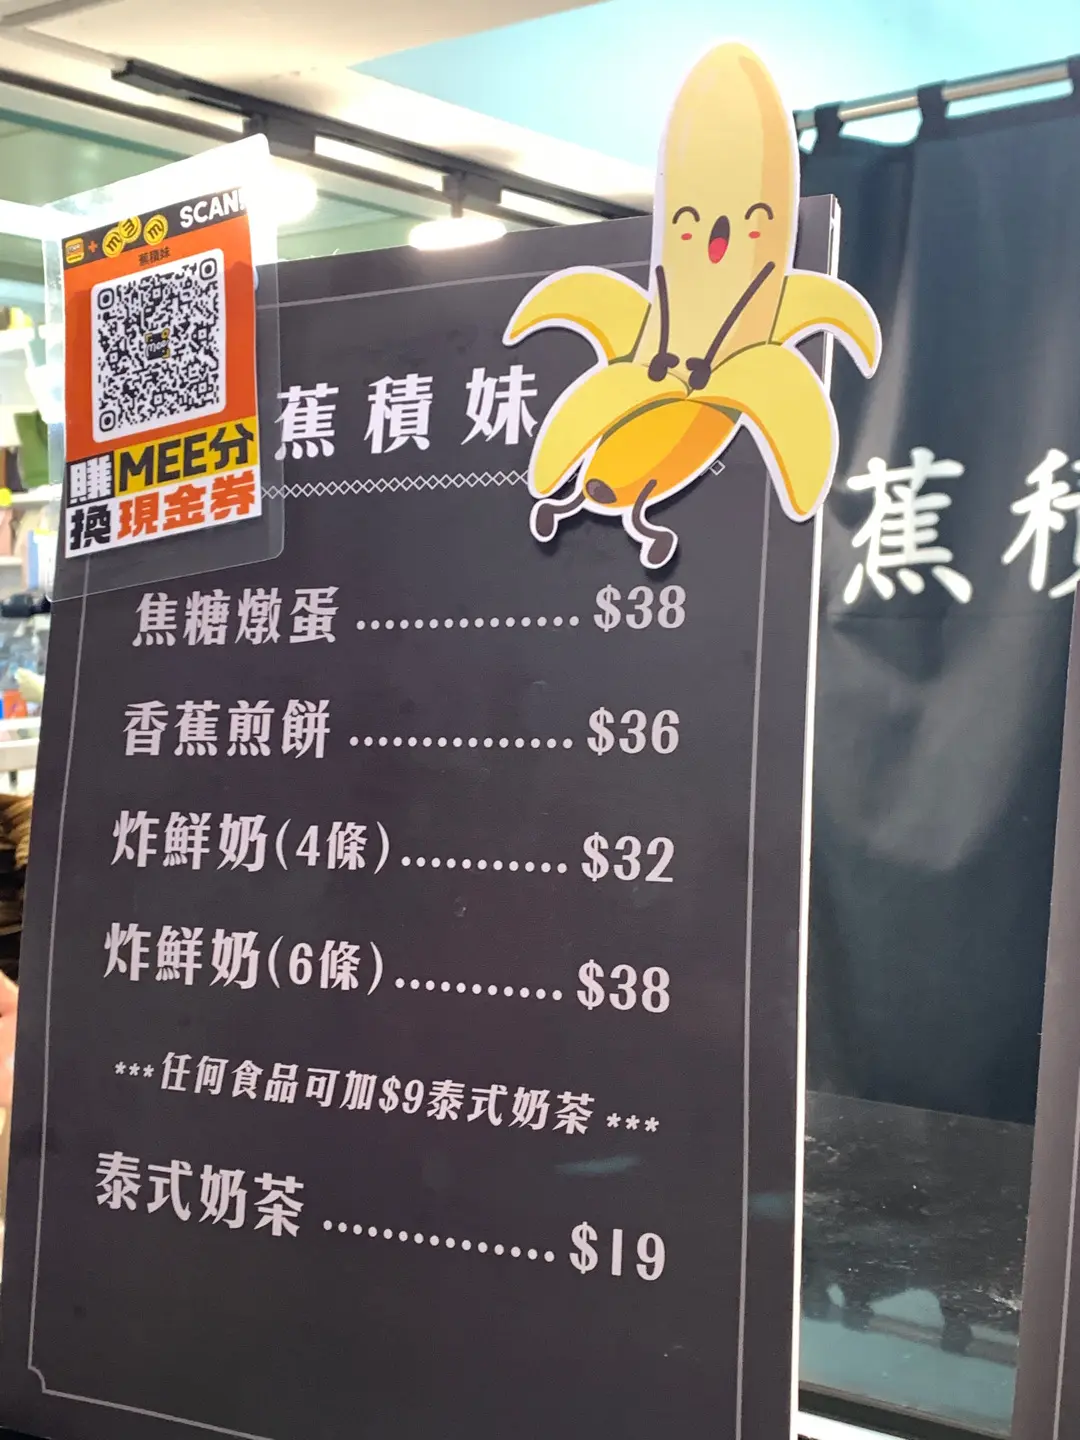 SCAN!
蕉積妹
mee
賺MEE分
換現金券
蕉積妹
蕉積
焦糖燉蛋 ............... $38
香蕉煎餅 ............... $36
炸鮮奶(4條) ........... $32
炸鮮奶(6條) ........... $38
***任何食品可加$9泰式奶茶***
泰式奶茶 ............... $19